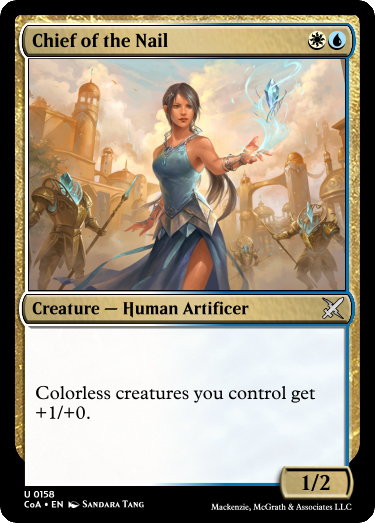 Chief of the Nail
Creature — Human Artificer
Colorless creatures you control get
+1/+0.
1/2
U 0158
CoA • EN Sandara Tang
Mackenzie, McGrath & Associates LLC